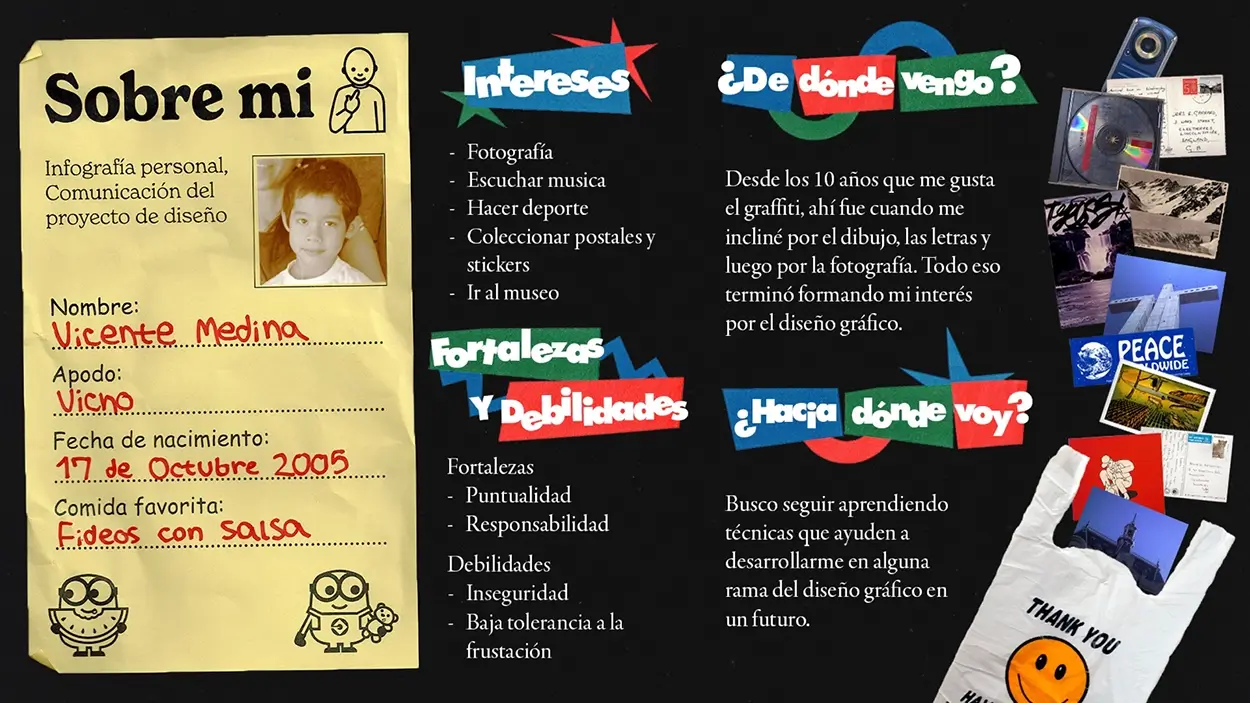 Sobre mi
Infografía personal,
Comunicación del
proyecto de diseño
Nombre:
Vicente Medina
Apodo:
Vicho
Fecha de nacimiento:
17 de Octubre 2005
Comida favorita:
Fideos con salsa
Intereses
- Fotografía
- Escuchar musica
- Hacer deporte
- Coleccionar postales y
stickers
- Ir al museo
Fortalezas
Y Debilidades
Fortalezas
- Puntualidad
- Responsabilidad
Debilidades
- Inseguridad
- Baja tolerancia a la
frustación
¿De dónde vengo?
Desde los 10 años que me gusta
el graffiti, ahí fue cuando me
incliné por el dibujo, las letras y
luego por la fotografía. Todo eso
terminó formando mi interés
por el diseño gráfico.
¿Hacia dónde voy?
Busco seguir aprendiendo
técnicas que ayuden a
desarrollarme en alguna
rama del diseño gráfico en
un futuro.
ENGLAND
G.B
PEACE
THANK YOU